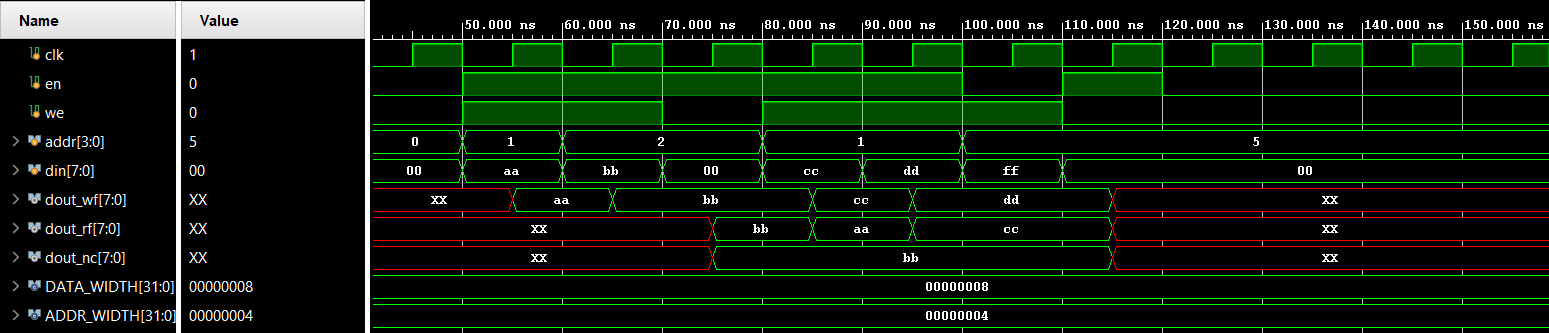 Name Value 50.000 ns 60.000 ns 70.000 ns 80.000 ns 90.000 ns 100.000 ns 110.000 ns 120.000 ns 130.000 ns 140.000 ns 150.000 ns
clk 1
en 0
we 0
addr[3:0] 5 0 1 2 1 5
din[7:0] 00 00 aa bb 00 cc dd ff 00
dout_wf[7:0] XX XX aa bb cc dd XX
dout_rf[7:0] XX XX bb aa cc XX
dout_nc[7:0] XX XX bb XX
DATA_WIDTH[31:0] 00000008 00000008
ADDR_WIDTH[31:0] 00000004 00000004